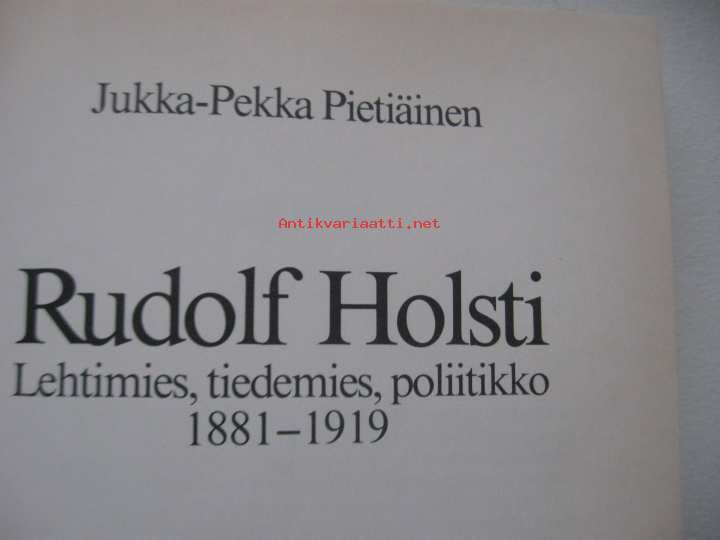 Jukka-Pekka Pietiäinen
Antikvariaatti.net
Rudolf Holsti
Lehtimies, tiedemies, poliitikko
1881–1919